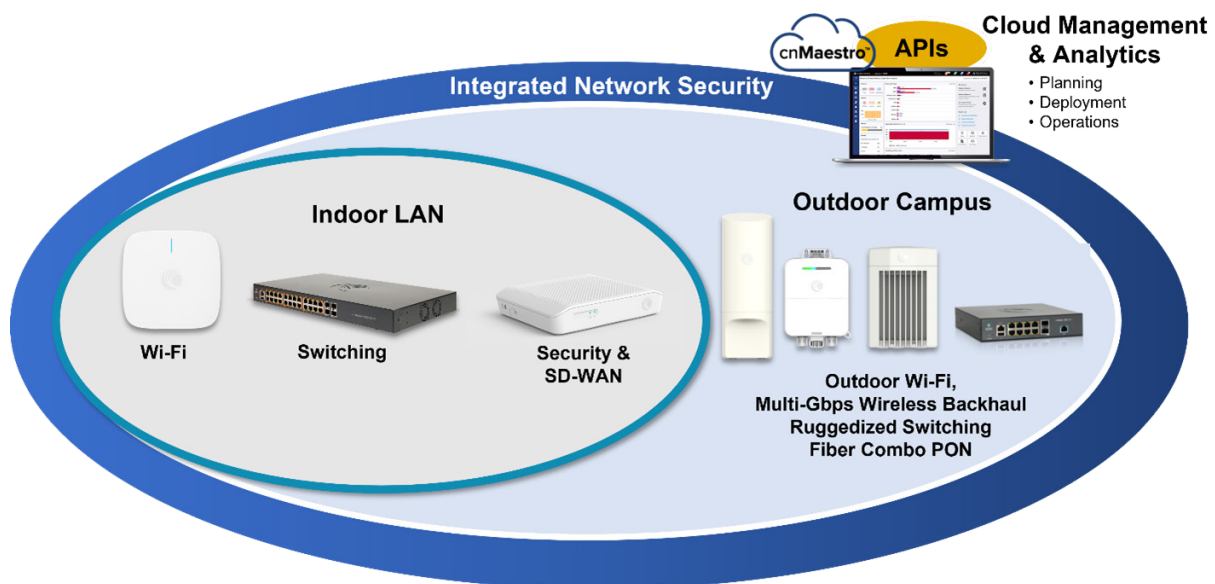 cnMaestro™
APIs
Cloud Management
& Analytics
• Planning
• Deployment
• Operations
Integrated Network Security
Indoor LAN
Wi-Fi
Switching
Security &
SD-WAN
Outdoor Campus
Outdoor Wi-Fi,
Multi-Gbps Wireless Backhaul
Ruggedized Switching
Fiber Combo PON